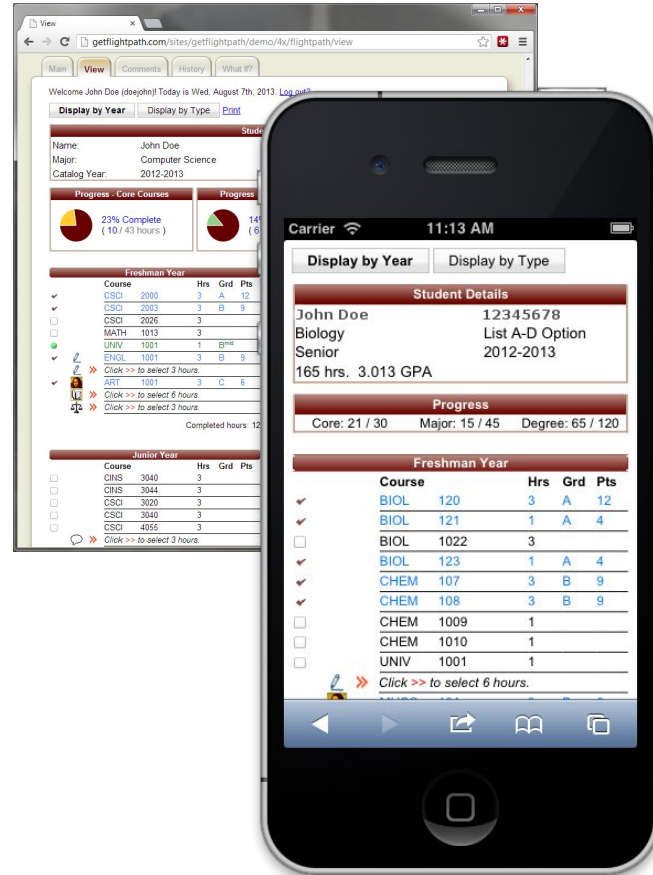 View
getflightpath.com/sites/getflightpath/demo/4x/flightpath/view
Main View Comments History What If?
Welcome John Doe (doejohn)! Today is Wed, August 7th, 2013. Log out?
Display by Year Display by Type Print
Name: John Doe
Major: Computer Science
Catalog Year: 2012-2013
Progress - Core Courses Progress
23% Complete
( 10 / 43 hours )
Freshman Year
Course Hrs Grd Pts
CSCI 2000 3 A 12
CSCI 2003 3 B 9
CSCI 2026 3
MATH 1013 3
UNIV 1001 1 Bmid
ENGL 1001 3 B 9
Click >> to select 3 hours.
ART 1001 3 C 6
Click >> to select 6 hours.
Click >> to select 3 hours.
Completed hours: 12
Junior Year
Course Hrs Grd Pts
CINS 3040 3
CINS 3044 3
CSCI 3020 3
CSCI 3040 3
CSCI 4055 3
Click >> to select 3 hours.
Carrier 11:13 AM
Display by Year Display by Type
Student Details
John Doe 12345678
Biology List A-D Option
Senior 2012-2013
165 hrs. 3.013 GPA
Progress
Core: 21 / 30 Major: 15 / 45 Degree: 65 / 120
Freshman Year
Course Hrs Grd Pts
BIOL 120 3 A 12
BIOL 121 1 A 4
BIOL 1022 3
BIOL 123 1 A 4
CHEM 107 3 B 9
CHEM 108 3 B 9
CHEM 1009 1
CHEM 1010 1
UNIV 1001 1
Click >> to select 6 hours.